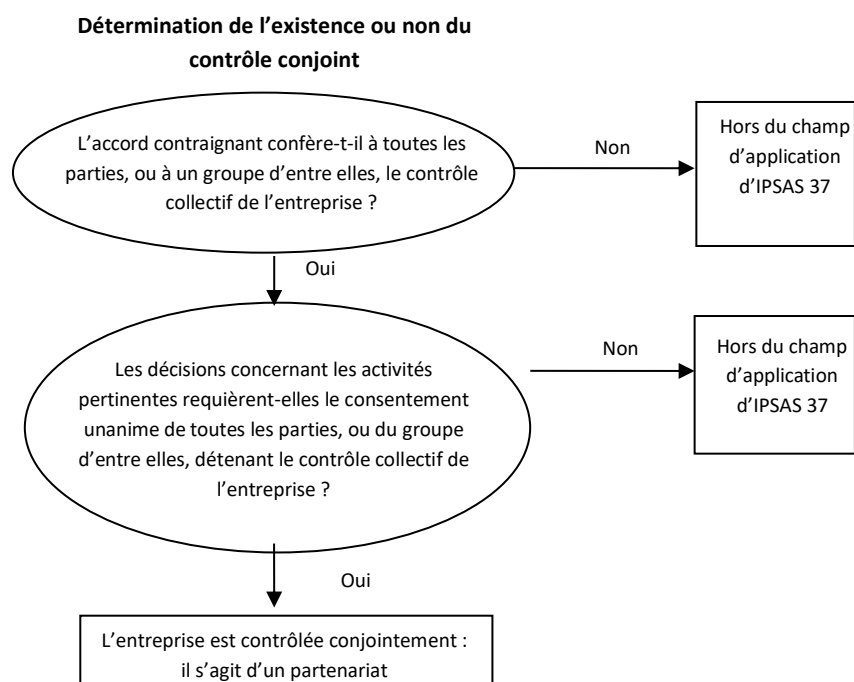 Détermination de l’existence ou non du
contrôle conjoint
L’accord contraignant confère-t-il à toutes les
parties, ou à un groupe d’entre elles, le contrôle
collectif de l’entreprise ?
Non
Hors du champ
d’application
d’IPSAS 37
Oui
Les décisions concernant les activités
pertinentes requièrent-elles le consentement
unanime de toutes les parties, ou du groupe
d’entre elles, détenant le contrôle collectif de
l’entreprise ?
Non
Hors du champ
d’application
d’IPSAS 37
Oui
L’entreprise est contrôlée conjointement :
il s’agit d’un partenariat